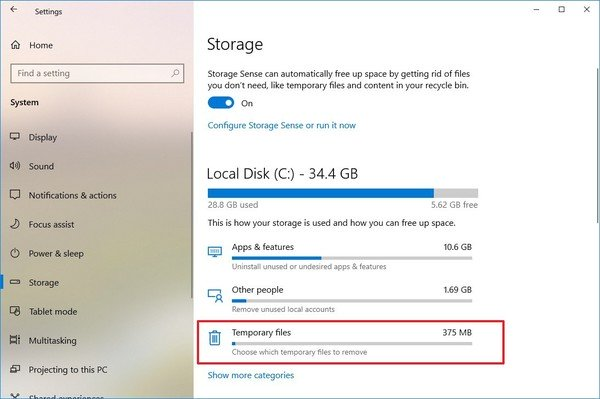 Settings
Home
Find a setting
System
Display
Sound
Notifications & actions
Focus assist
Power & sleep
Storage
Tablet mode
Multitasking
Projecting to this PC
Shared experiences
Storage
Storage Sense can automatically free up space by getting rid of files
you don't need, like temporary files and content in your recycle bin.
On
Configure Storage Sense or run it now
Local Disk (C:) - 34.4 GB
28.8 GB used 5.62 GB free
This is how your storage is used and how you can free up space.
Apps & features 10.6 GB
Uninstall unused or undesired apps & features
Other people 1.69 GB
Remove unused local accounts
Temporary files 375 MB
Choose which temporary files to remove
Show more categories